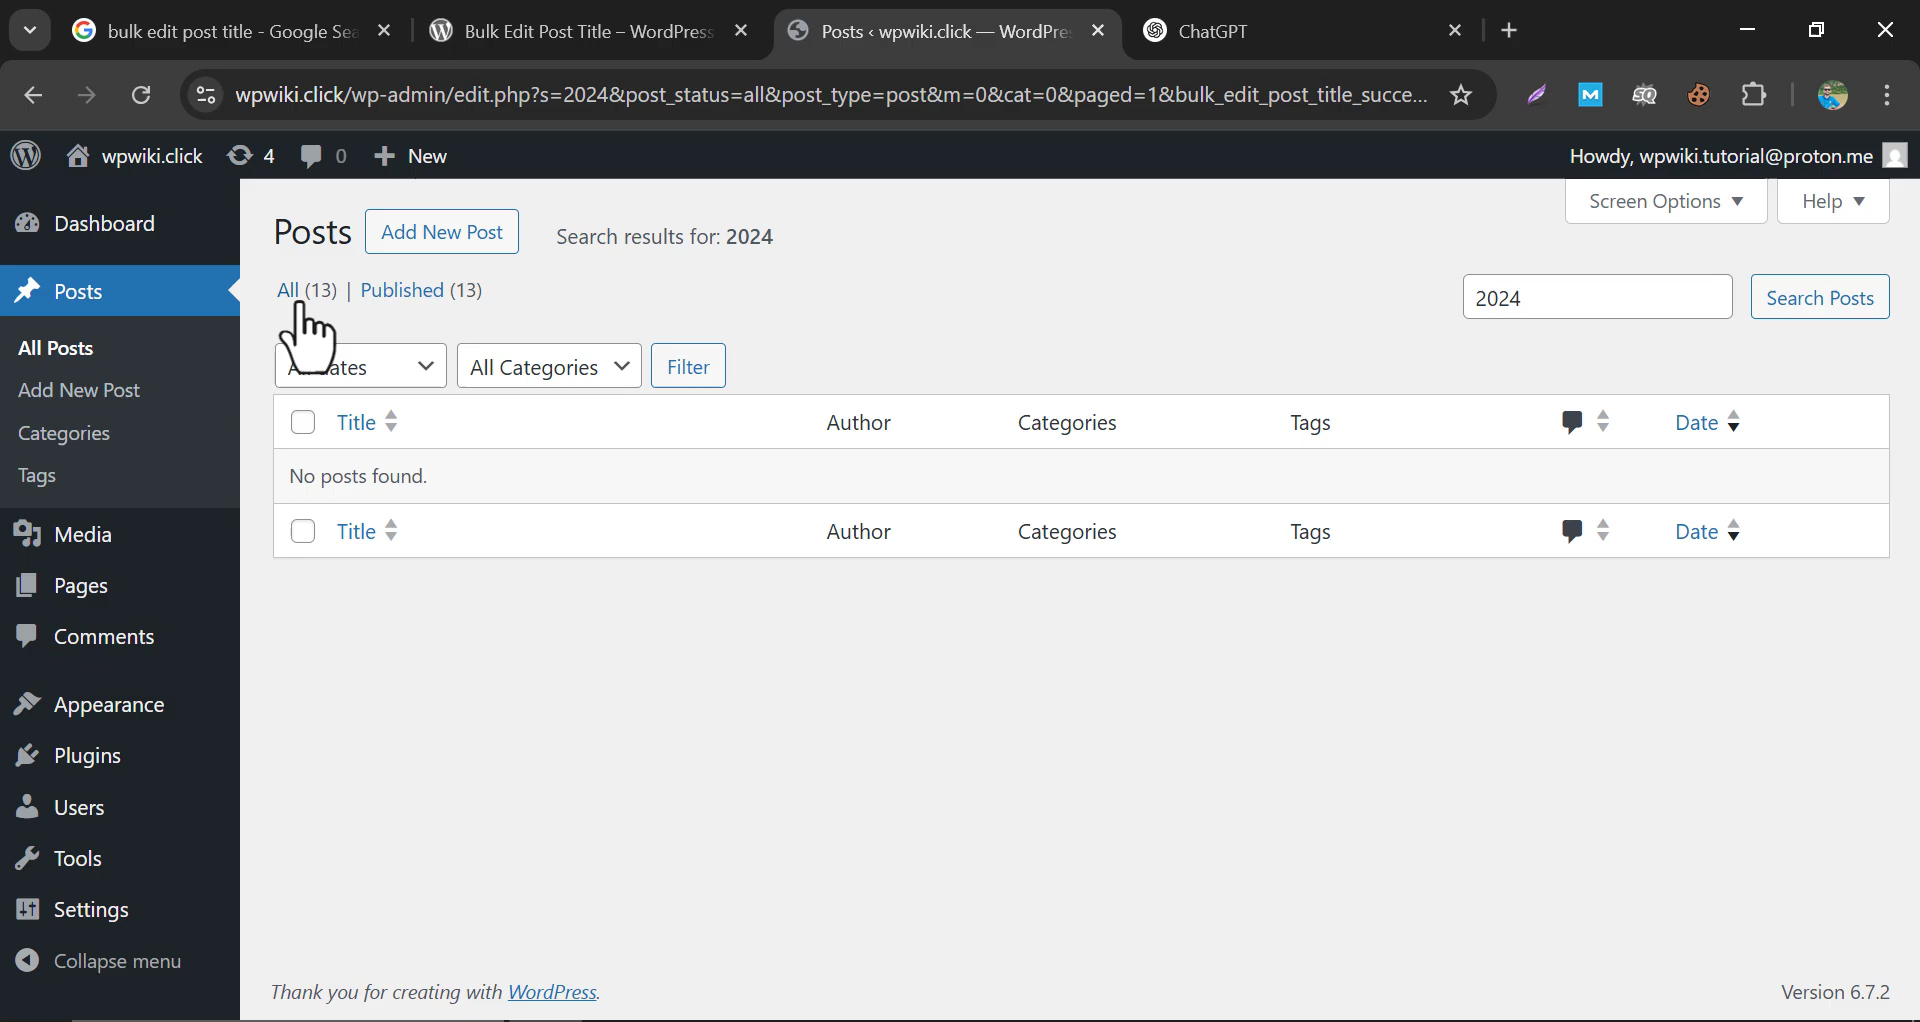 bulk edit post title - Google Sea
Bulk Edit Post Title – WordPress
Posts ‹ wpwiki.click — WordPres
ChatGPT
wpwiki.click/wp-admin/edit.php?s=2024&post_status=all&post_type=post&m=0&cat=0&paged=1&bulk_edit_post_title_succe...
wpwiki.click
4
0
New
Howdy, wpwiki.tutorial@proton.me
Dashboard
Posts
All Posts
Add New Post
Categories
Tags
Media
Pages
Comments
Appearance
Plugins
Users
Tools
Settings
Collapse menu
Screen Options
Help
Posts
Add New Post
Search results for: 2024
All (13) | Published (13)
2024
Search Posts
All Categories
Filter
Title
Author
Categories
Tags
Date
No posts found.
Title
Author
Categories
Tags
Date
Thank you for creating with WordPress.
Version 6.7.2